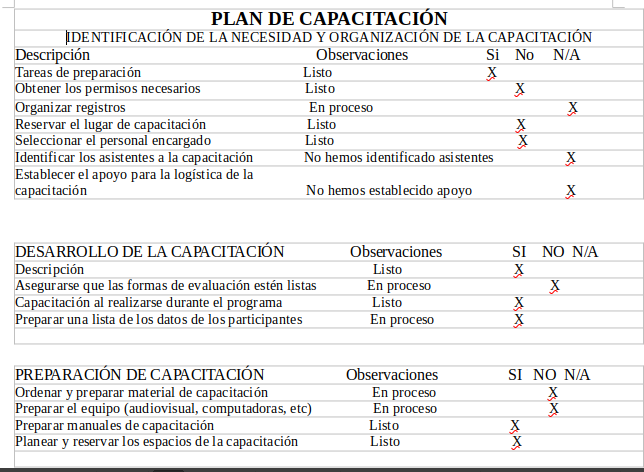 PLAN DE CAPACITACIÓN
IDENTIFICACIÓN DE LA NECESIDAD Y ORGANIZACIÓN DE LA CAPACITACIÓN
Descripción Observaciones Si No N/A
Tareas de preparación Listo X
Obtener los permisos necesarios Listo X
Organizar registros En proceso X
Reservar el lugar de capacitación Listo X
Seleccionar el personal encargado Listo X
Identificar los asistentes a la capacitación No hemos identificado asistentes X
Establecer el apoyo para la logística de la
capacitación No hemos establecido apoyo X
DESARROLLO DE LA CAPACITACIÓN Observaciones SI NO N/A
Descripción Listo X
Asegurarse que las formas de evaluación estén listas En proceso X
Capacitación al realizarse durante el programa Listo X
Preparar una lista de los datos de los participantes En proceso X
PREPARACIÓN DE CAPACITACIÓN Observaciones SI NO N/A
Ordenar y preparar material de capacitación En proceso X
Preparar el equipo (audiovisual, computadoras, etc) En proceso X
Preparar manuales de capacitación Listo X
Planear y reservar los espacios de la capacitación Listo X